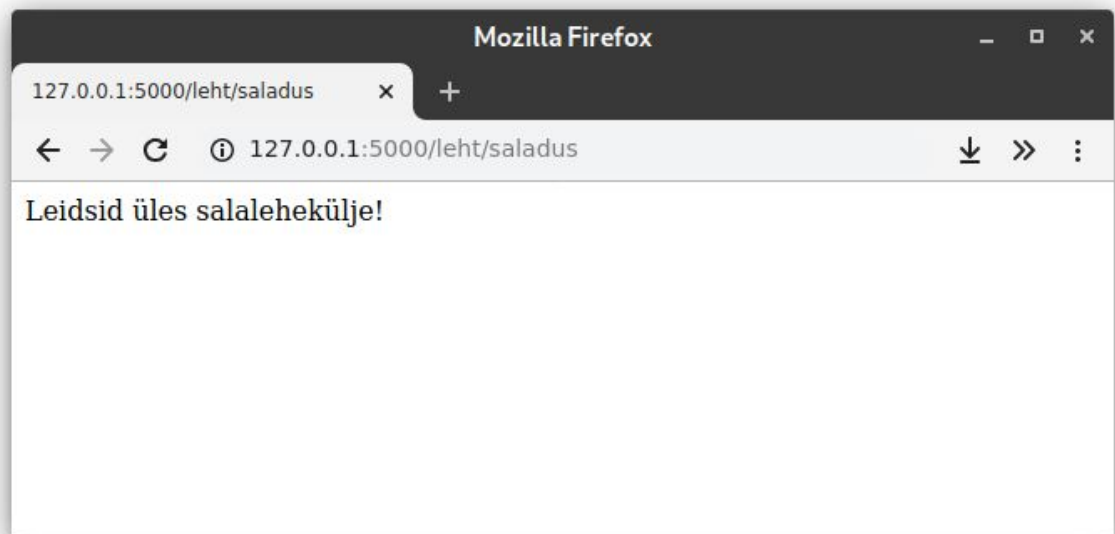 Mozilla Firefox
127.0.0.1:5000/leht/saladus
127.0.0.1:5000/leht/saladus
Leidsid üles salalehekülje!